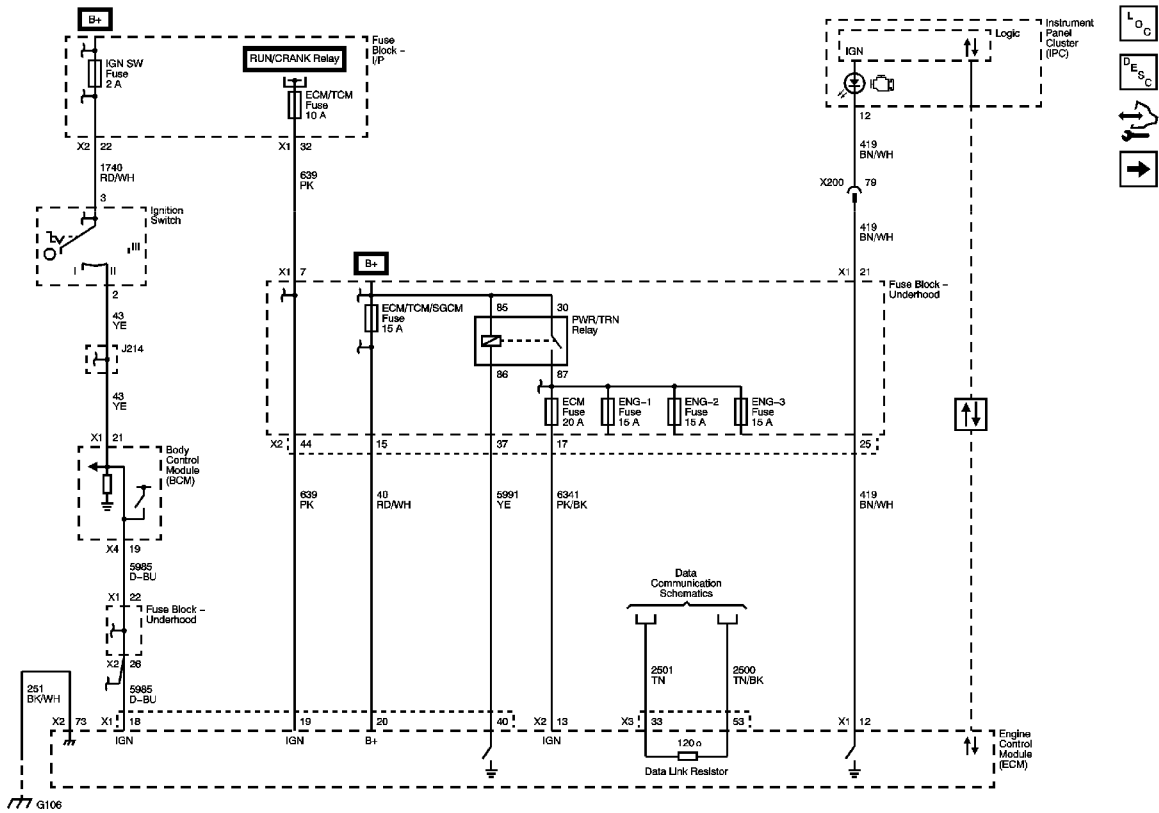 B+
Fuse
Block –
I/P
RUN/CRANK Relay
IGN SW
Fuse
2 A
ECM/TCM
Fuse
10 A
X2 22
X1 32
1740
RD/WH
639
PK
3
Ignition
Switch
I
II
III
2
43
YE
J214
43
YE
X1 21
Body
Control
Module
(BCM)
X4 19
5985
D–BU
X1 22
Fuse Block –
Underhood
X2 26
5985
D–BU
251
BK/WH
X2 73
G106
Instrument
Panel
Cluster
(IPC)
Logic
IGN
12
419
BN/WH
X200 79
419
BN/WH
L
O
C
D
E
S
C
B+
X1 7
X1 21
Fuse Block –
Underhood
ECM/TCM/SGCM
Fuse
15 A
85
30
PWR/TRN
Relay
86
87
ECM
Fuse
20 A
ENG–1
Fuse
15 A
ENG–2
Fuse
15 A
ENG–3
Fuse
15 A
X2 44
15
37
17
25
639
PK
40
RD/WH
5991
YE
6341
PK/BK
419
BN/WH
Data
Communication
Schematics
2501
TN
2500
TN/BK
X1 18
19
20
40
X2 13
X3 33
53
X1 12
IGN
IGN
B+
IGN
120 o
Data Link Resistor
Engine
Control
Module
(ECM)